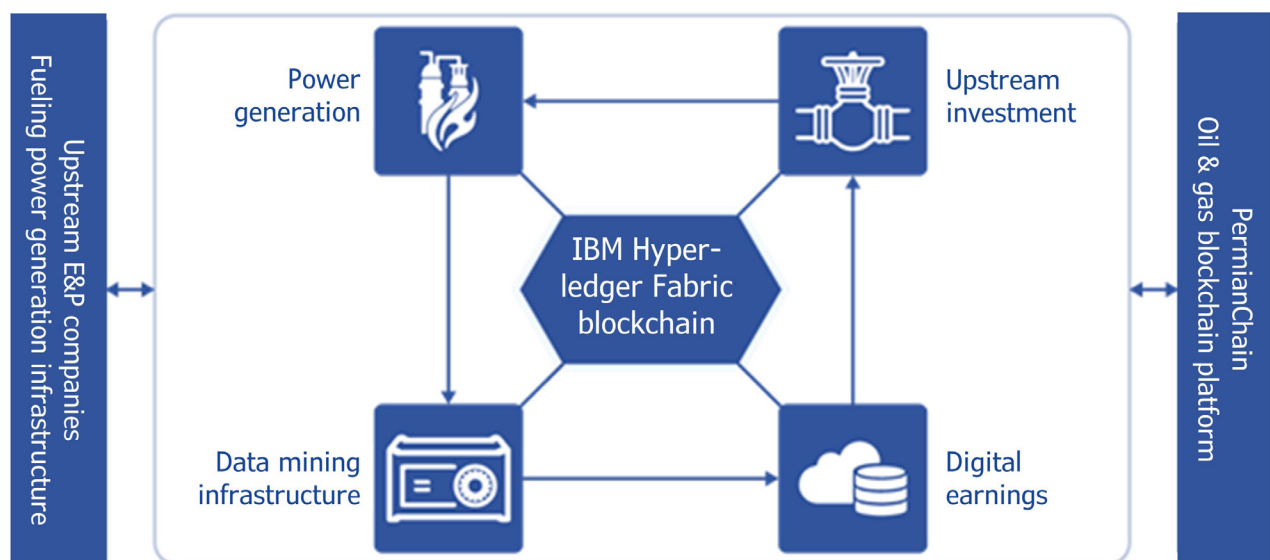 Upstream E&P companies
Fueling power generation infrastructure
Power
generation
Upstream
investment
IBM Hyper-
ledger Fabric
blockchain
Data mining
infrastructure
Digital
earnings
PermianChain
Oil & gas blockchain platform